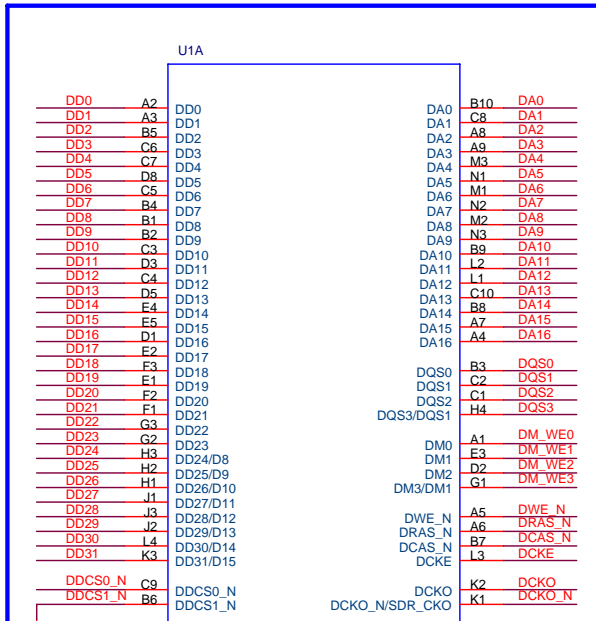 U1A
DD0 A2 DD0 DA0 B10 DA0
DD1 A3 DD1 DA1 C8 DA1
DD2 B5 DD2 DA2 A8 DA2
DD3 C6 DD3 DA3 A9 DA3
DD4 C7 DD4 DA4 M3 DA4
DD5 D8 DD5 DA5 N1 DA5
DD6 C5 DD6 DA6 M1 DA6
DD7 B4 DD7 DA7 N2 DA7
DD8 B1 DD8 DA8 M2 DA8
DD9 B2 DD9 DA9 N3 DA9
DD10 C3 DD10 DA10 B9 DA10
DD11 D3 DD11 DA11 L2 DA11
DD12 C4 DD12 DA12 L1 DA12
DD13 D5 DD13 DA13 C10 DA13
DD14 E4 DD14 DA14 B8 DA14
DD15 E5 DD15 DA15 A7 DA15
DD16 D1 DD16 DA16 A4 DA16
DD17 E2 DD17
DD18 F3 DD18 DQS0 B3 DQS0
DD19 E1 DD19 DQS1 C2 DQS1
DD20 F2 DD20 DQS2 C1 DQS2
DD21 F1 DD21 DQS3/DQS1 H4 DQS3
DD22 G3 DD22
DD23 G2 DD23 DM0 A1 DM_WE0
DD24 H3 DD24/D8 DM1 E3 DM_WE1
DD25 H2 DD25/D9 DM2 D2 DM_WE2
DD26 H1 DD26/D10 DM3/DM1 G1 DM_WE3
DD27 J1 DD27/D11
DD28 J3 DD28/D12 DWE_N A5 DWE_N
DD29 J2 DD29/D13 DRAS_N A6 DRAS_N
DD30 L4 DD30/D14 DCAS_N B7 DCAS_N
DD31 K3 DD31/D15 DCKE L3 DCKE
DDCS0_N C9 DDCS0_N DCKO K2 DCKO
DDCS1_N B6 DDCS1_N DCKO_N/SDR_CKO K1 DCKO_N